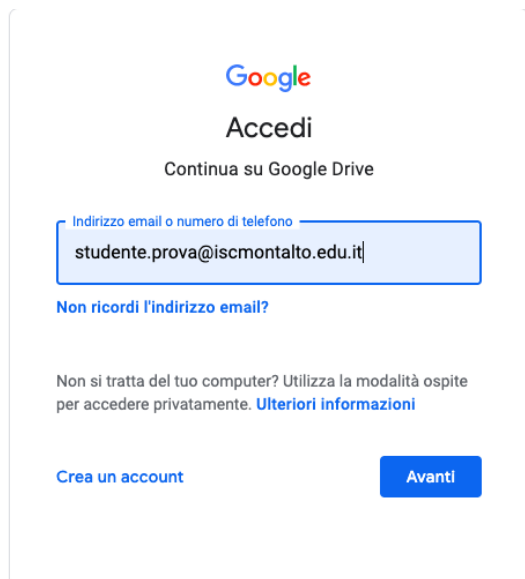 Google
Accedi
Continua su Google Drive
Indirizzo email o numero di telefono
studente.prova@iscmontalto.edu.it
Non ricordi l'indirizzo email?
Non si tratta del tuo computer? Utilizza la modalità ospite
per accedere privatamente. Ulteriori informazioni
Crea un account
Avanti